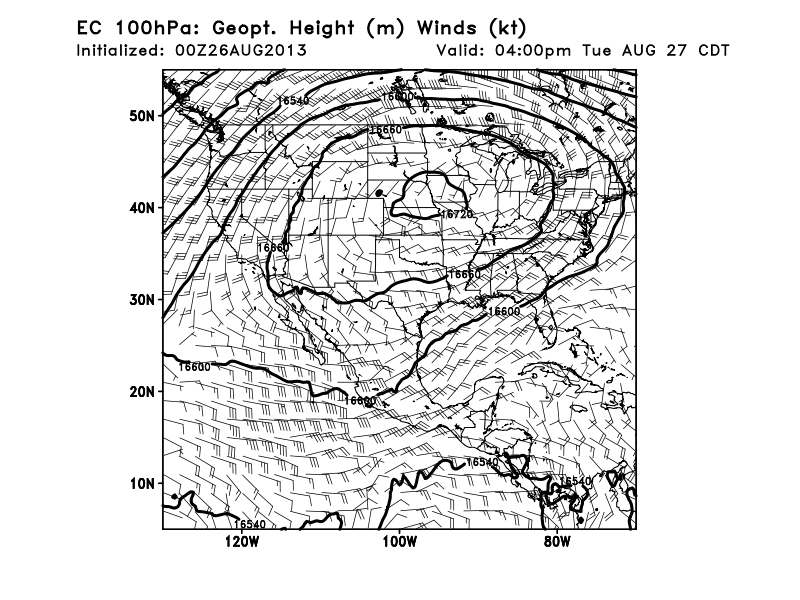 EC 100hPa: Geopt. Height (m) Winds (kt)
Initialized: 00Z26AUG2013 Valid: 04:00pm Tue AUG 27 CDT
50N
40N
30N
20N
10N
16540
16600
16660
16720
16660
16660
16600
16600
16600
16540
16540
16540
120W 100W 80W